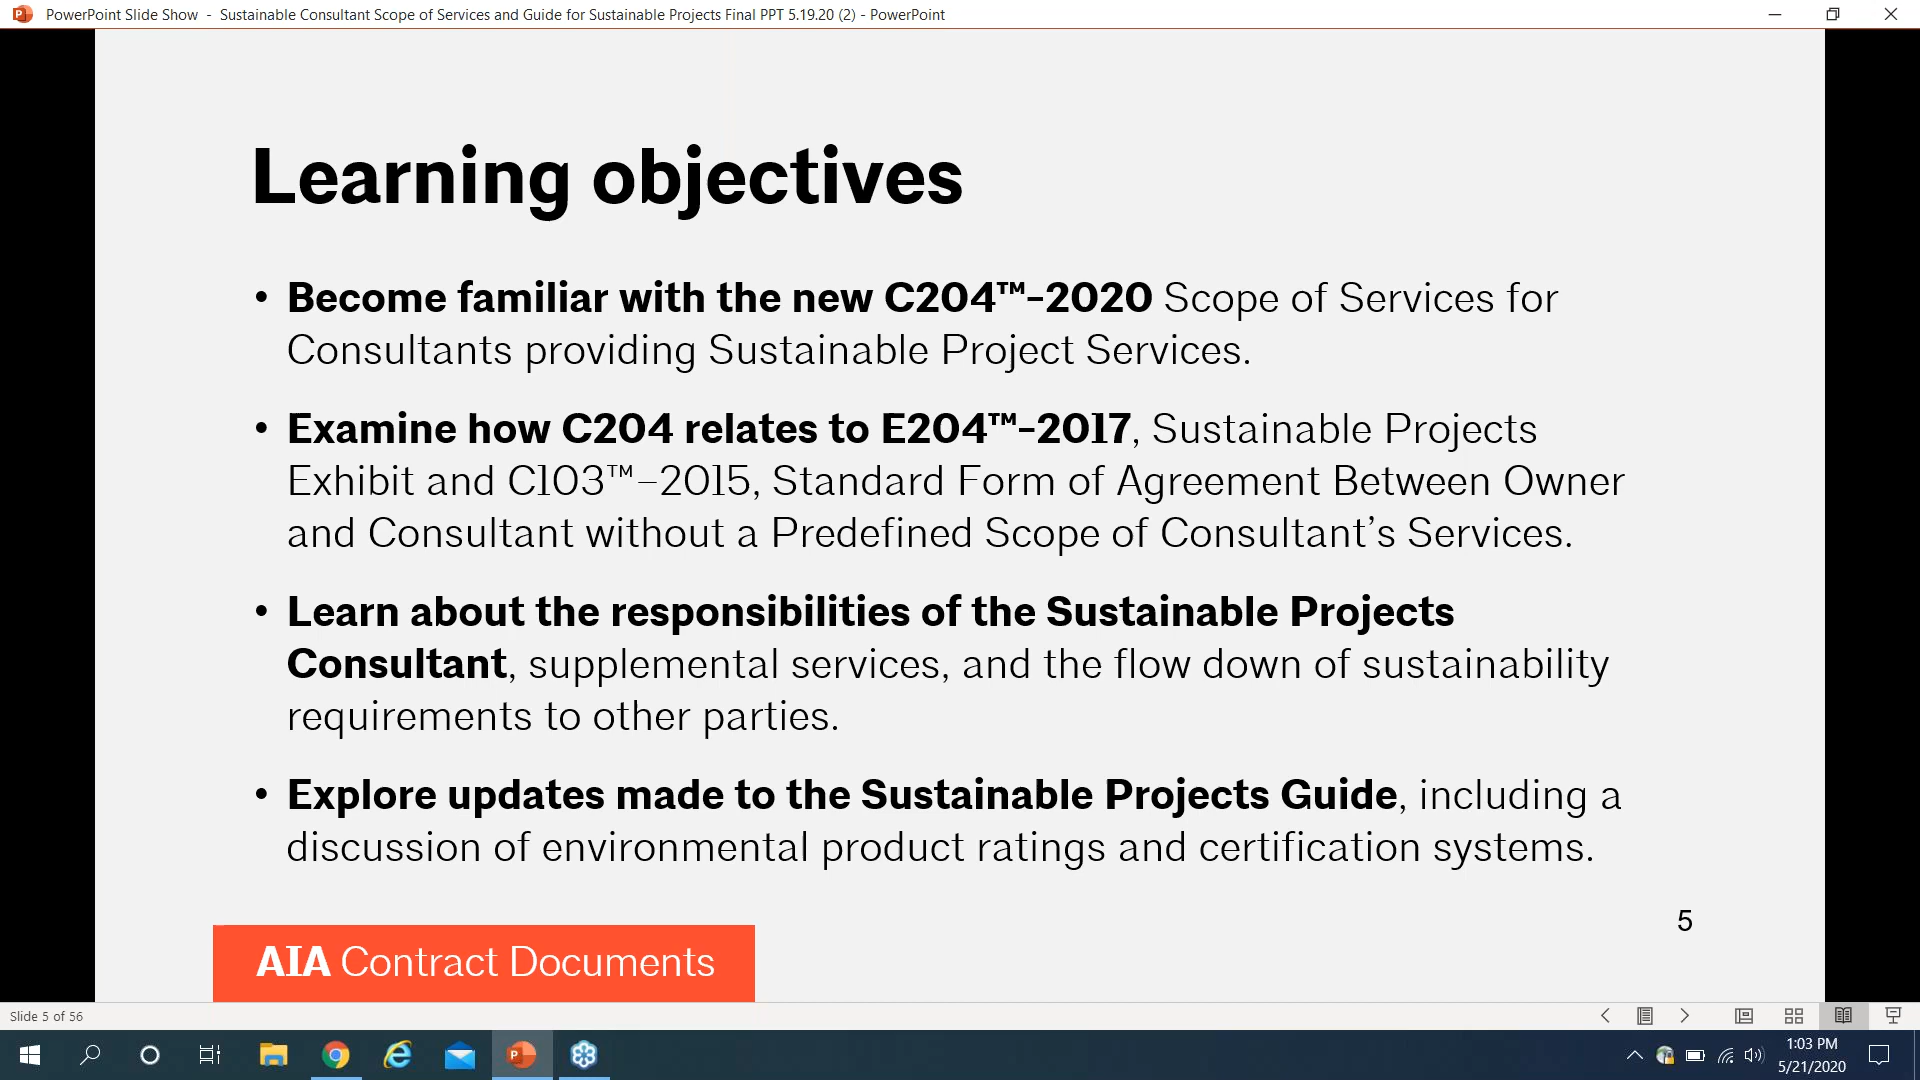 PowerPoint Slide Show - Sustainable Consultant Scope of Services and Guide for Sustainable Projects Final PPT 5.19.20 (2) - PowerPoint
Learning objectives
• Become familiar with the new C204™-2020 Scope of Services for
Consultants providing Sustainable Project Services.
• Examine how C204 relates to E204™-2017, Sustainable Projects
Exhibit and C103™–2015, Standard Form of Agreement Between Owner
and Consultant without a Predefined Scope of Consultant’s Services.
• Learn about the responsibilities of the Sustainable Projects
Consultant, supplemental services, and the flow down of sustainability
requirements to other parties.
• Explore updates made to the Sustainable Projects Guide, including a
discussion of environmental product ratings and certification systems.
5
AIA Contract Documents
Slide 5 of 56
1:03 PM
5/21/2020